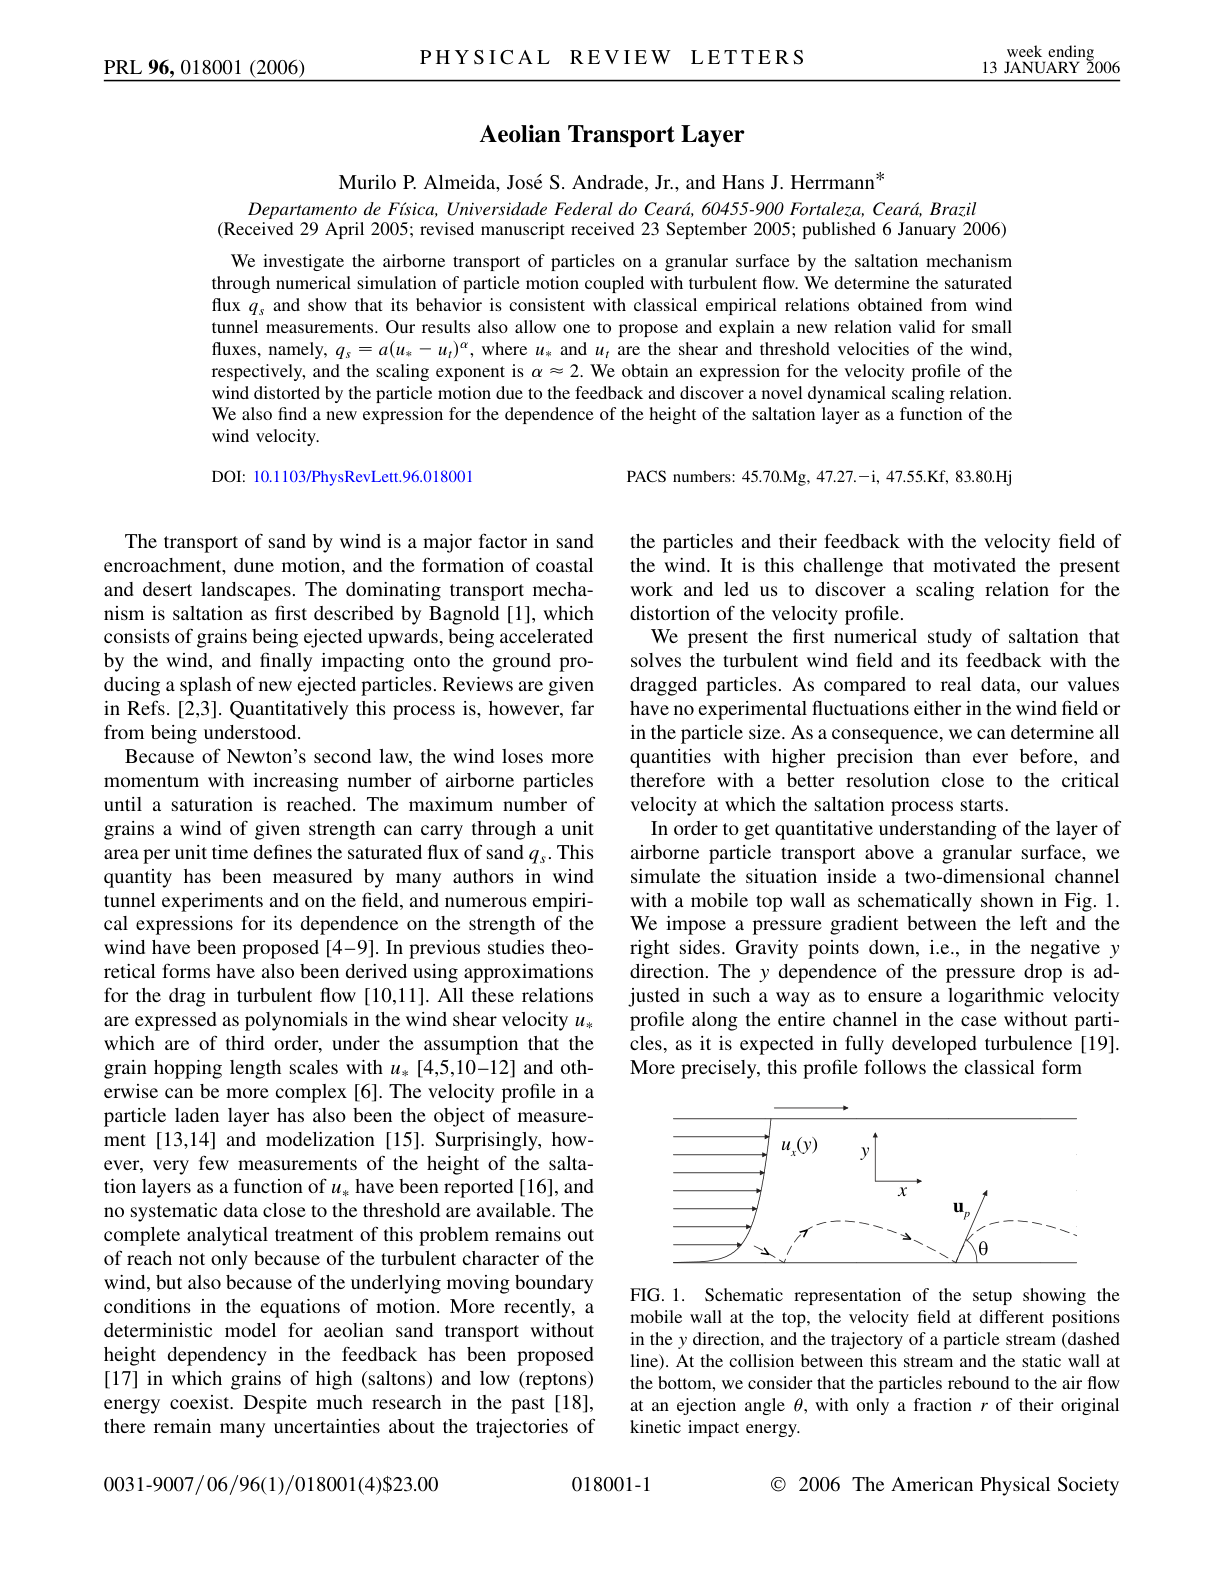 PRL 96, 018001 (2006)
PHYSICAL REVIEW LETTERS
week ending
13 JANUARY 2006
Aeolian Transport Layer
Murilo P. Almeida, José S. Andrade, Jr., and Hans J. Herrmann*
Departamento de Física, Universidade Federal do Ceará, 60455-900 Fortaleza, Ceará, Brazil
(Received 29 April 2005; revised manuscript received 23 September 2005; published 6 January 2006)
We investigate the airborne transport of particles on a granular surface by the saltation mechanism
through numerical simulation of particle motion coupled with turbulent flow. We determine the saturated
flux qs and show that its behavior is consistent with classical empirical relations obtained from wind
tunnel measurements. Our results also allow one to propose and explain a new relation valid for small
fluxes, namely, qs = a(u* − ut)^α, where u* and ut are the shear and threshold velocities of the wind,
respectively, and the scaling exponent is α ≈ 2. We obtain an expression for the velocity profile of the
wind distorted by the particle motion due to the feedback and discover a novel dynamical scaling relation.
We also find a new expression for the dependence of the height of the saltation layer as a function of the
wind velocity.
DOI: 10.1103/PhysRevLett.96.018001
PACS numbers: 45.70.Mg, 47.27.−i, 47.55.Kf, 83.80.Hj
The transport of sand by wind is a major factor in sand
encroachment, dune motion, and the formation of coastal
and desert landscapes. The dominating transport mecha-
nism is saltation as first described by Bagnold [1], which
consists of grains being ejected upwards, being accelerated
by the wind, and finally impacting onto the ground pro-
ducing a splash of new ejected particles. Reviews are given
in Refs. [2,3]. Quantitatively this process is, however, far
from being understood.
Because of Newton's second law, the wind loses more
momentum with increasing number of airborne particles
until a saturation is reached. The maximum number of
grains a wind of given strength can carry through a unit
area per unit time defines the saturated flux of sand qs. This
quantity has been measured by many authors in wind
tunnel experiments and on the field, and numerous empiri-
cal expressions for its dependence on the strength of the
wind have been proposed [4–9]. In previous studies theo-
retical forms have also been derived using approximations
for the drag in turbulent flow [10,11]. All these relations
are expressed as polynomials in the wind shear velocity u*
which are of third order, under the assumption that the
grain hopping length scales with u* [4,5,10–12] and oth-
erwise can be more complex [6]. The velocity profile in a
particle laden layer has also been the object of measure-
ment [13,14] and modelization [15]. Surprisingly, how-
ever, very few measurements of the height of the salta-
tion layers as a function of u* have been reported [16], and
no systematic data close to the threshold are available. The
complete analytical treatment of this problem remains out
of reach not only because of the turbulent character of the
wind, but also because of the underlying moving boundary
conditions in the equations of motion. More recently, a
deterministic model for aeolian sand transport without
height dependency in the feedback has been proposed
[17] in which grains of high (saltons) and low (reptons)
energy coexist. Despite much research in the past [18],
there remain many uncertainties about the trajectories of
the particles and their feedback with the velocity field of
the wind. It is this challenge that motivated the present
work and led us to discover a scaling relation for the
distortion of the velocity profile.
We present the first numerical study of saltation that
solves the turbulent wind field and its feedback with the
dragged particles. As compared to real data, our values
have no experimental fluctuations either in the wind field or
in the particle size. As a consequence, we can determine all
quantities with higher precision than ever before, and
therefore with a better resolution close to the critical
velocity at which the saltation process starts.
In order to get quantitative understanding of the layer of
airborne particle transport above a granular surface, we
simulate the situation inside a two-dimensional channel
with a mobile top wall as schematically shown in Fig. 1.
We impose a pressure gradient between the left and the
right sides. Gravity points down, i.e., in the negative y
direction. The y dependence of the pressure drop is ad-
justed in such a way as to ensure a logarithmic velocity
profile along the entire channel in the case without parti-
cles, as it is expected in fully developed turbulence [19].
More precisely, this profile follows the classical form
ux(y)
y
x
up
θ
FIG. 1. Schematic representation of the setup showing the
mobile wall at the top, the velocity field at different positions
in the y direction, and the trajectory of a particle stream (dashed
line). At the collision between this stream and the static wall at
the bottom, we consider that the particles rebound to the air flow
at an ejection angle θ, with only a fraction r of their original
kinetic impact energy.
0031-9007/06/96(1)/018001(4)$23.00
018001-1
© 2006 The American Physical Society